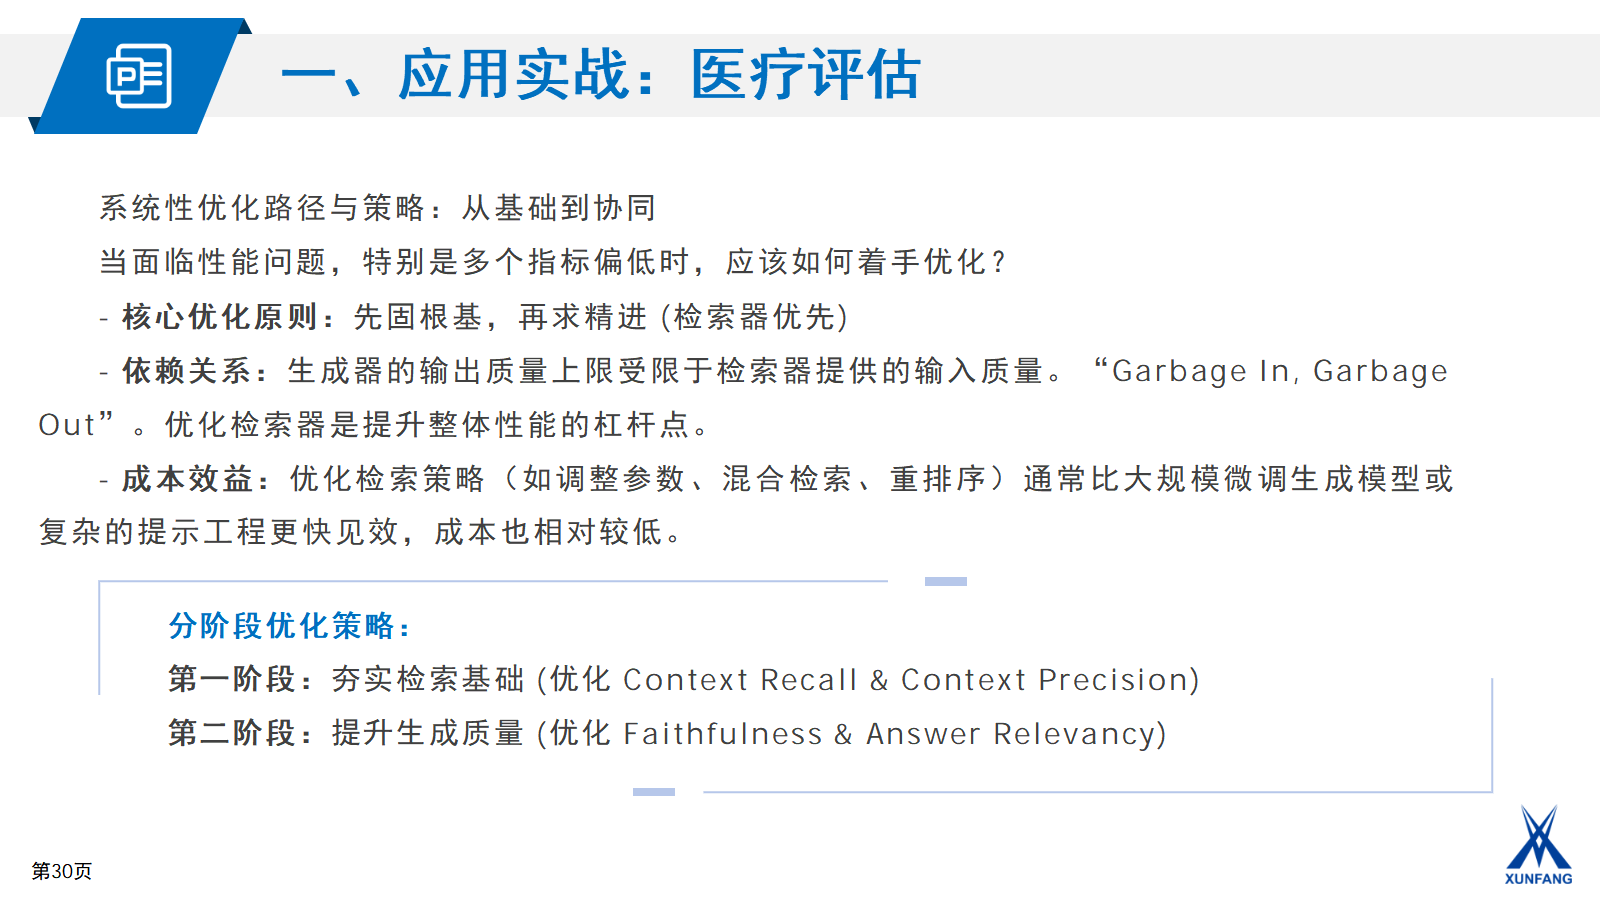 一、应用实战：医疗评估
系统性优化路径与策略：从基础到协同
当面临性能问题，特别是多个指标偏低时，应该如何着手优化？
- 核心优化原则：先固根基，再求精进 (检索器优先)
- 依赖关系：生成器的输出质量上限受限于检索器提供的输入质量。“Garbage In, Garbage
Out”。优化检索器是提升整体性能的杠杆点。
- 成本效益：优化检索策略（如调整参数、混合检索、重排序）通常比大规模微调生成模型或
复杂的提示工程更快见效，成本也相对较低。
分阶段优化策略：
第一阶段：夯实检索基础 (优化 Context Recall & Context Precision)
第二阶段：提升生成质量 (优化 Faithfulness & Answer Relevancy)
第30页
XUNFANG